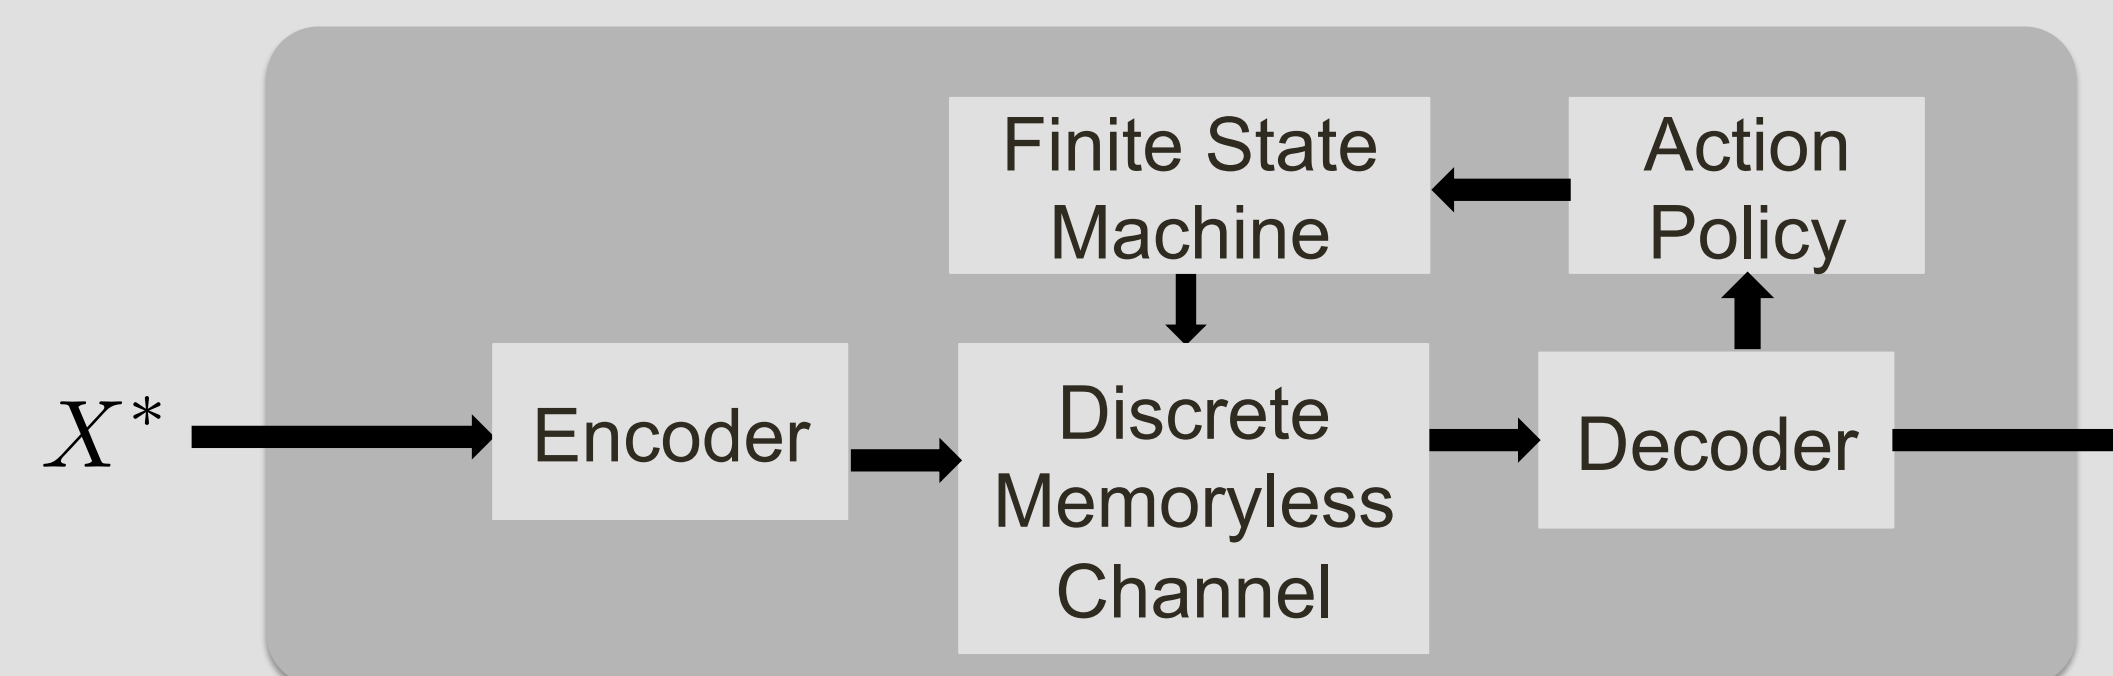 Finite State
Machine
Action
Policy
X*
Encoder
Discrete
Memoryless
Channel
Decoder